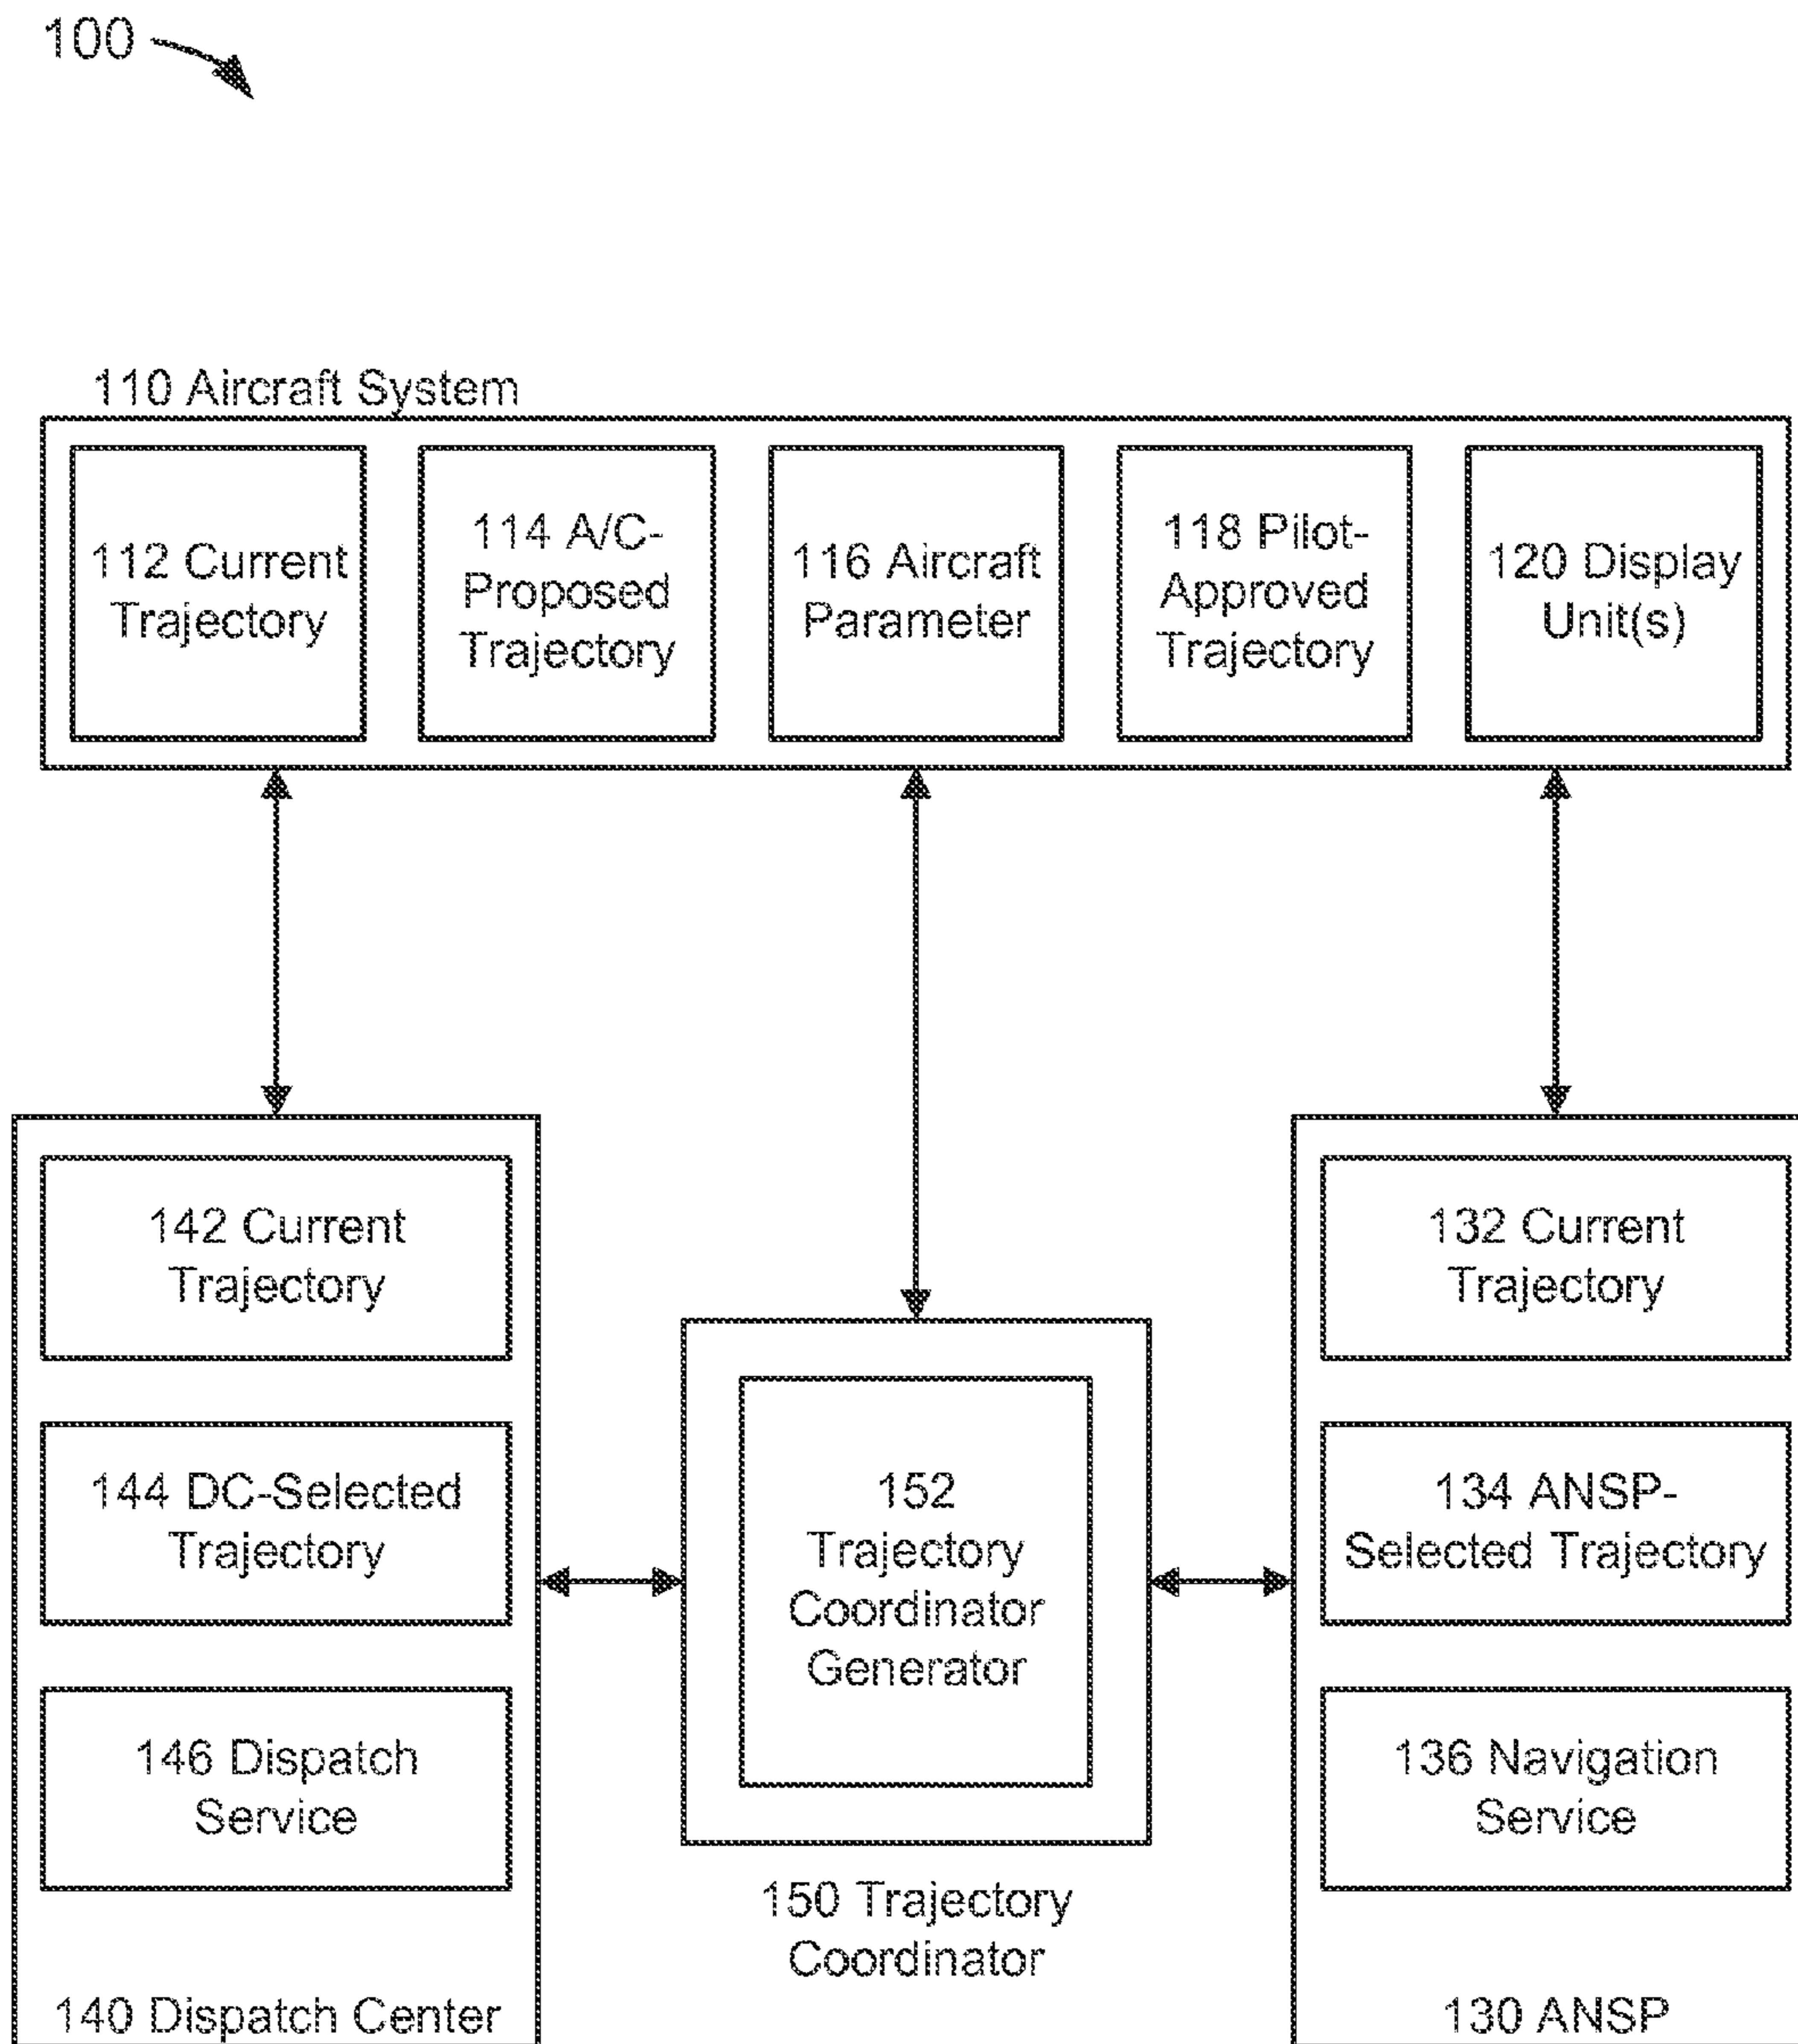 100
110 Aircraft System
112 Current
Trajectory
114 A/C-
Proposed
Trajectory
116 Aircraft
Parameter
118 Pilot-
Approved
Trajectory
120 Display
Unit(s)
142 Current
Trajectory
144 DC-Selected
Trajectory
146 Dispatch
Service
140 Dispatch Center
152
Trajectory
Coordinator
Generator
150 Trajectory
Coordinator
132 Current
Trajectory
134 ANSP-
Selected Trajectory
136 Navigation
Service
130 ANSP